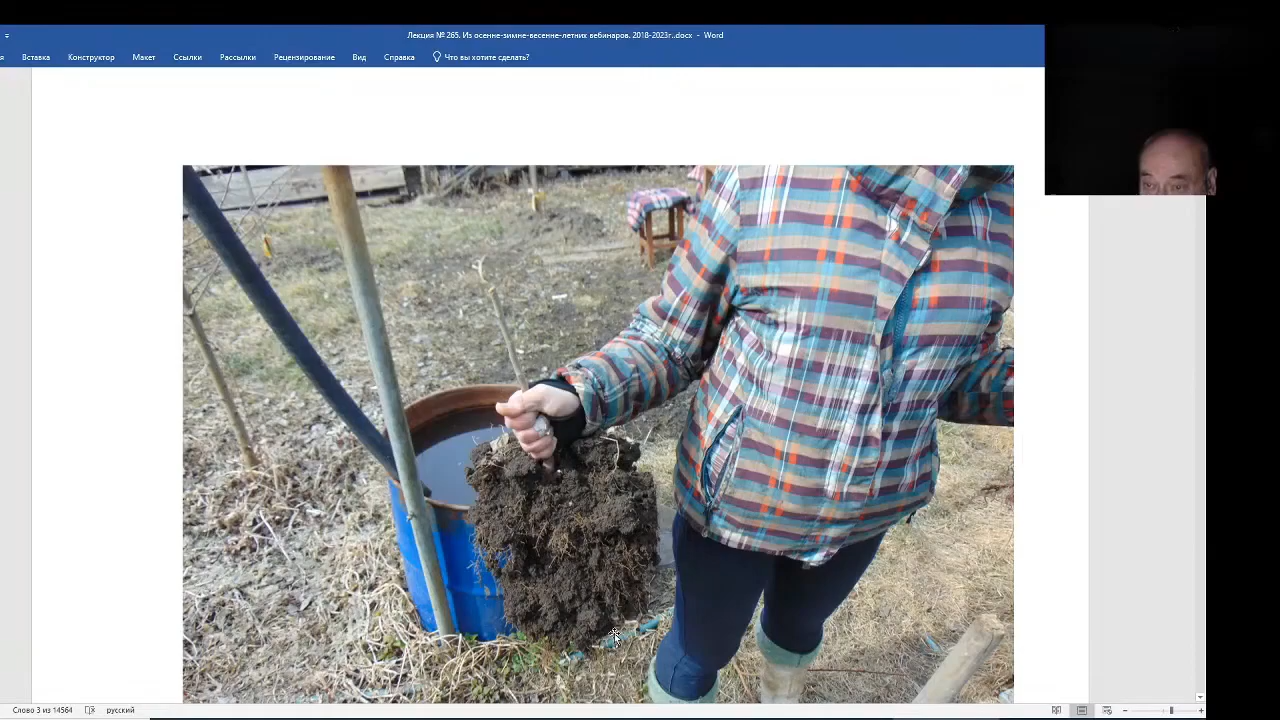 Лекция № 265. Из осенне-зимне-весенне-летних вебинаров. 2018-2023г..docx - Word
я Вставка Конструктор Макет Ссылки Рассылки Рецензирование Вид Справка Что вы хотите сделать?
Слово 3 из 14564 русский